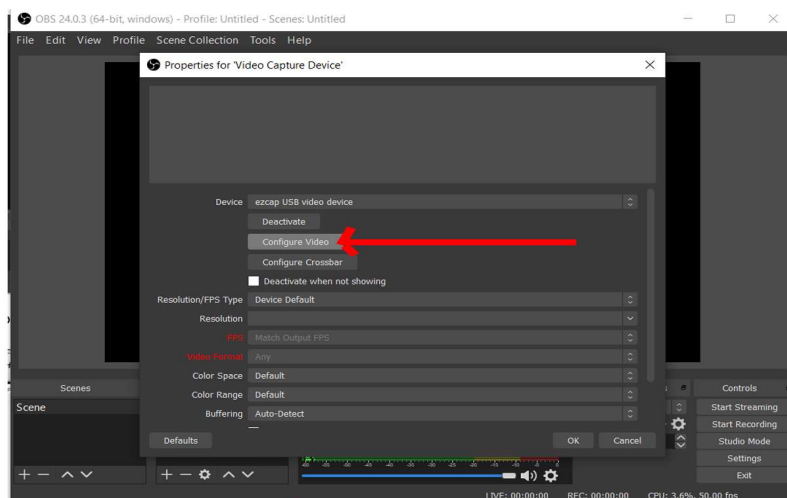 OBS 24.0.3 (64-bit, windows) - Profile: Untitled - Scenes: Untitled
File Edit View Profile Scene Collection Tools Help
Properties for 'Video Capture Device'
Device ezcap USB video device
Deactivate
Configure Video
Configure Crossbar
Deactivate when not showing
Resolution/FPS Type Device Default
Resolution
FPS Match Output FPS
Video Format Any
Color Space Default
Color Range Default
Buffering Auto-Detect
Defaults OK Cancel
Scenes
Scene
Controls
Start Streaming
Start Recording
Studio Mode
Settings
Exit
LIVE: 00:00:00 REC: 00:00:00 CPU: 3.6%, 50.00 fps